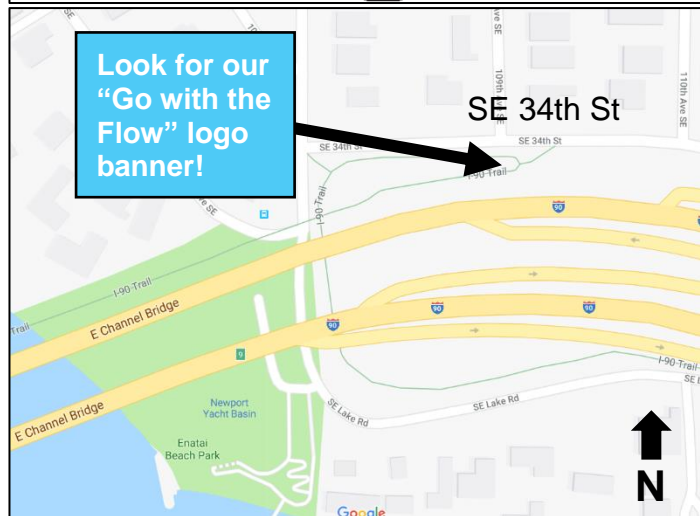 Look for our
“Go with the
Flow” logo
banner!
109th Ave SE
110th Ave SE
SE 34th St
SE 34th St
SE 34th St
I-90 Trail
I-90 Trail
90
90
I-90 Trail
Trail
E Channel Bridge
90
90
90
9
I-90 Trail
E Channel Bridge
Newport
Yacht Basin
Enatai
Beach Park
SE Lake Rd
SE Lake Rd
N
Google